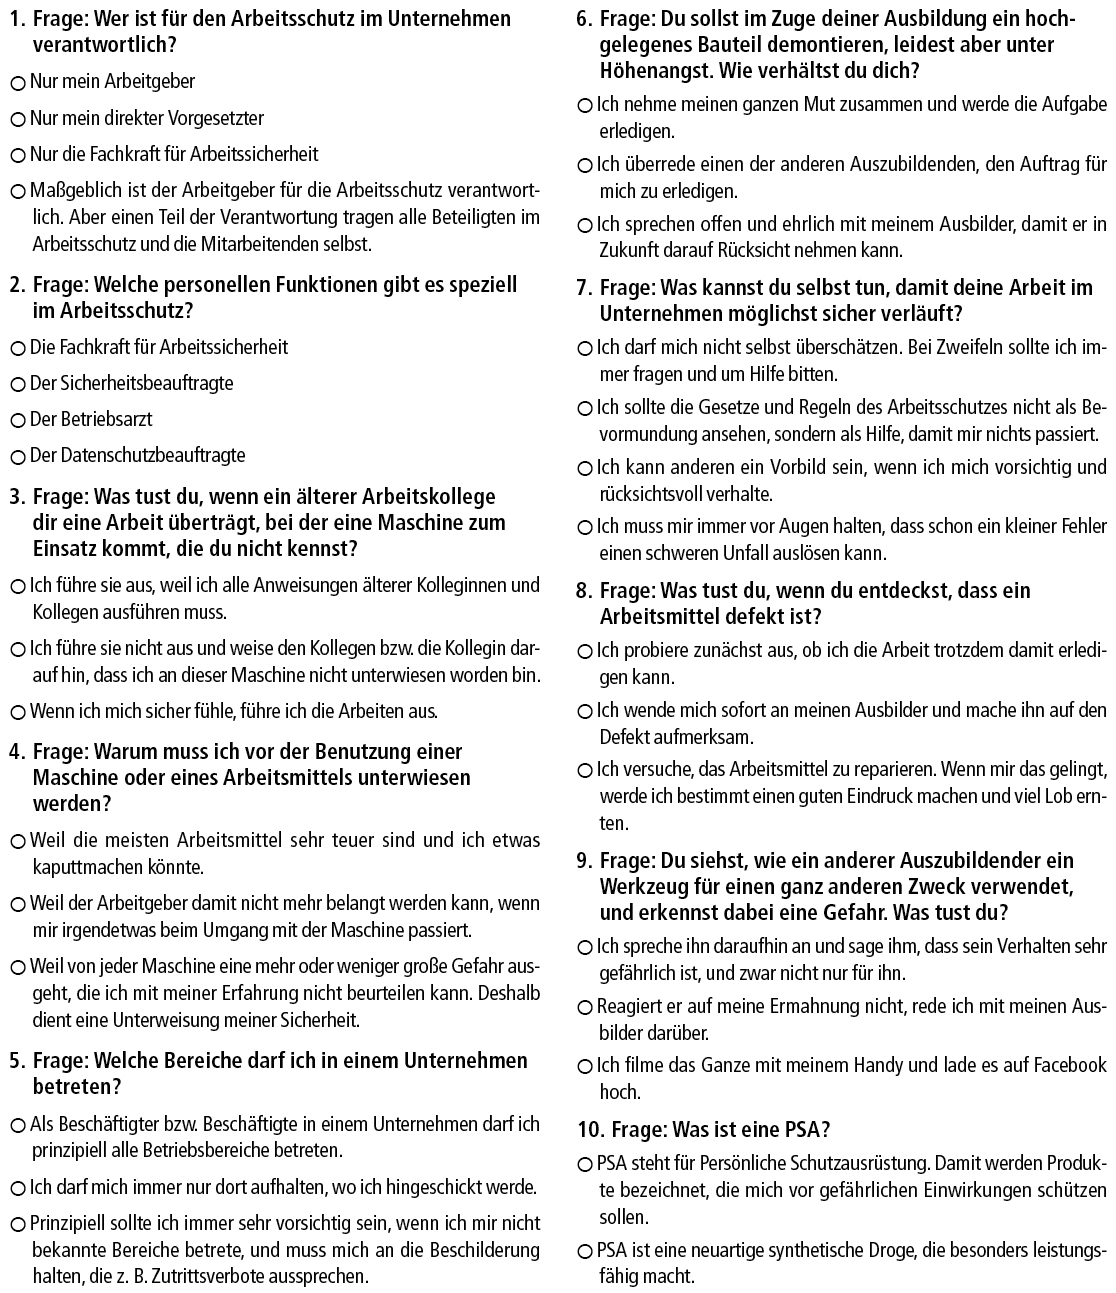 1. Frage: Wer ist für den Arbeitsschutz im Unternehmen
verantwortlich?
Nur mein Arbeitgeber
Nur mein direkter Vorgesetzter
Nur die Fachkraft für Arbeitssicherheit
Maßgeblich ist der Arbeitgeber für die Arbeitsschutz verantwort-
lich. Aber einen Teil der Verantwortung tragen alle Beteiligten im
Arbeitsschutz und die Mitarbeitenden selbst.
2. Frage: Welche personellen Funktionen gibt es speziell
im Arbeitsschutz?
Die Fachkraft für Arbeitssicherheit
Der Sicherheitsbeauftragte
Der Betriebsarzt
Der Datenschutzbeauftragte
3. Frage: Was tust du, wenn ein älterer Arbeitskollege
dir eine Arbeit überträgt, bei der eine Maschine zum
Einsatz kommt, die du nicht kennst?
Ich führe sie aus, weil ich alle Anweisungen älterer Kolleginnen und
Kollegen ausführen muss.
Ich führe sie nicht aus und weise den Kollegen bzw. die Kollegin dar-
auf hin, dass ich an dieser Maschine nicht unterwiesen worden bin.
Wenn ich mich sicher fühle, führe ich die Arbeiten aus.
4. Frage: Warum muss ich vor der Benutzung einer
Maschine oder eines Arbeitsmittels unterwiesen
werden?
Weil die meisten Arbeitsmittel sehr teuer sind und ich etwas
kaputtmachen könnte.
Weil der Arbeitgeber damit nicht mehr belangt werden kann, wenn
mir irgendetwas beim Umgang mit der Maschine passiert.
Weil von jeder Maschine eine mehr oder weniger große Gefahr aus-
geht, die ich mit meiner Erfahrung nicht beurteilen kann. Deshalb
dient eine Unterweisung meiner Sicherheit.
5. Frage: Welche Bereiche darf ich in einem Unternehmen
betreten?
Als Beschäftigter bzw. Beschäftigte in einem Unternehmen darf ich
prinzipiell alle Betriebsbereiche betreten.
Ich darf mich immer nur dort aufhalten, wo ich hingeschickt werde.
Prinzipiell sollte ich immer sehr vorsichtig sein, wenn ich mir nicht
bekannte Bereiche betrete, und muss mich an die Beschilderung
halten, die z. B. Zutrittsverbote aussprechen.
6. Frage: Du sollst im Zuge deiner Ausbildung ein hoch-
gelegenes Bauteil demontieren, leidest aber unter
Höhenangst. Wie verhältst du dich?
Ich nehme meinen ganzen Mut zusammen und werde die Aufgabe
erledigen.
Ich überrede einen der anderen Auszubildenden, den Auftrag für
mich zu erledigen.
Ich sprechen offen und ehrlich mit meinem Ausbilder, damit er in
Zukunft darauf Rücksicht nehmen kann.
7. Frage: Was kannst du selbst tun, damit deine Arbeit im
Unternehmen möglichst sicher verläuft?
Ich darf mich nicht selbst überschätzen. Bei Zweifeln sollte ich im-
mer fragen und um Hilfe bitten.
Ich sollte die Gesetze und Regeln des Arbeitsschutzes nicht als Be-
vormundung ansehen, sondern als Hilfe, damit mir nichts passiert.
Ich kann anderen ein Vorbild sein, wenn ich mich vorsichtig und
rücksichtsvoll verhalte.
Ich muss mir immer vor Augen halten, dass schon ein kleiner Fehler
einen schweren Unfall auslösen kann.
8. Frage: Was tust du, wenn du entdeckst, dass ein
Arbeitsmittel defekt ist?
Ich probiere zunächst aus, ob ich die Arbeit trotzdem damit erledi-
gen kann.
Ich wende mich sofort an meinen Ausbilder und mache ihn auf den
Defekt aufmerksam.
Ich versuche, das Arbeitsmittel zu reparieren. Wenn mir das gelingt,
werde ich bestimmt einen guten Eindruck machen und viel Lob ern-
ten.
9. Frage: Du siehst, wie ein anderer Auszubildender ein
Werkzeug für einen ganz anderen Zweck verwendet,
und erkennst dabei eine Gefahr. Was tust du?
Ich spreche ihn daraufhin an und sage ihm, dass sein Verhalten sehr
gefährlich ist, und zwar nicht nur für ihn.
Reagiert er auf meine Ermahnung nicht, rede ich mit meinen Aus-
bilder darüber.
Ich filme das Ganze mit meinem Handy und lade es auf Facebook
hoch.
10. Frage: Was ist eine PSA?
PSA steht für Persönliche Schutzausrüstung. Damit werden Produk-
te bezeichnet, die mich vor gefährlichen Einwirkungen schützen
sollen.
PSA ist eine neuartige synthetische Droge, die besonders leistungs-
fähig macht.